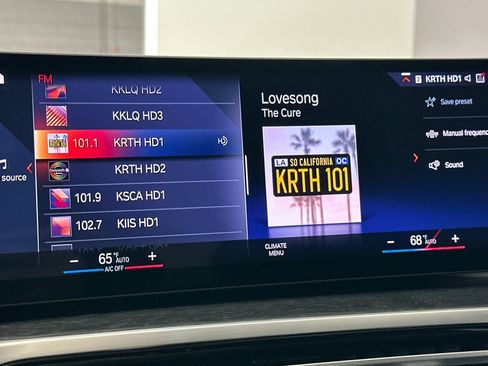 FM
KKLQ HD2
KKLQ HD3
101.1 KRTH HD1
KRTH HD2
101.9 KSCA HD1
102.7 KIIS HD1
source
Lovesong
The Cure
LA SO CALIFORNIA OC
KRTH 101
2 KRTH HD1
Save preset
Manual frequenc
Sound
− 65 °F AUTO +
A/C OFF
CLIMATE
MENU
− 68 °F AUTO +